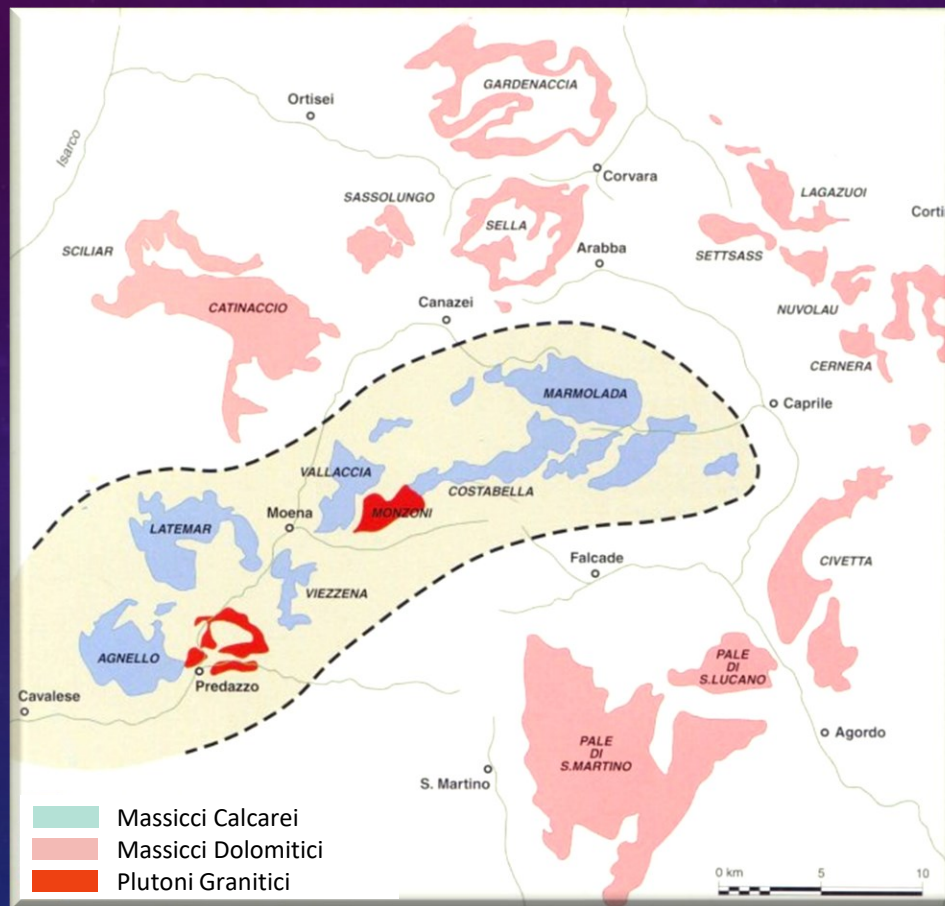 GARDENACCIA
Ortisei
Isarco
Corvara
SASSOLUNGO
LAGAZUOI
SELLA
Corti
SCILIAR
Arabba
SETTSASS
CATINACCIO
Canazei
NUVOLAU
CERNERA
MARMOLADA
Caprile
VALLACCIA
COSTABELLA
MONZONI
Moena
LATEMAR
Falcade
CIVETTA
VIEZZENA
AGNELLO
PALE
DI
S.LUCANO
Predazzo
Cavalese
Agordo
PALE
DI
S.MARTINO
S. Martino
Massicci Calcarei
Massicci Dolomitici
Plutoni Granitici
0 km 5 10